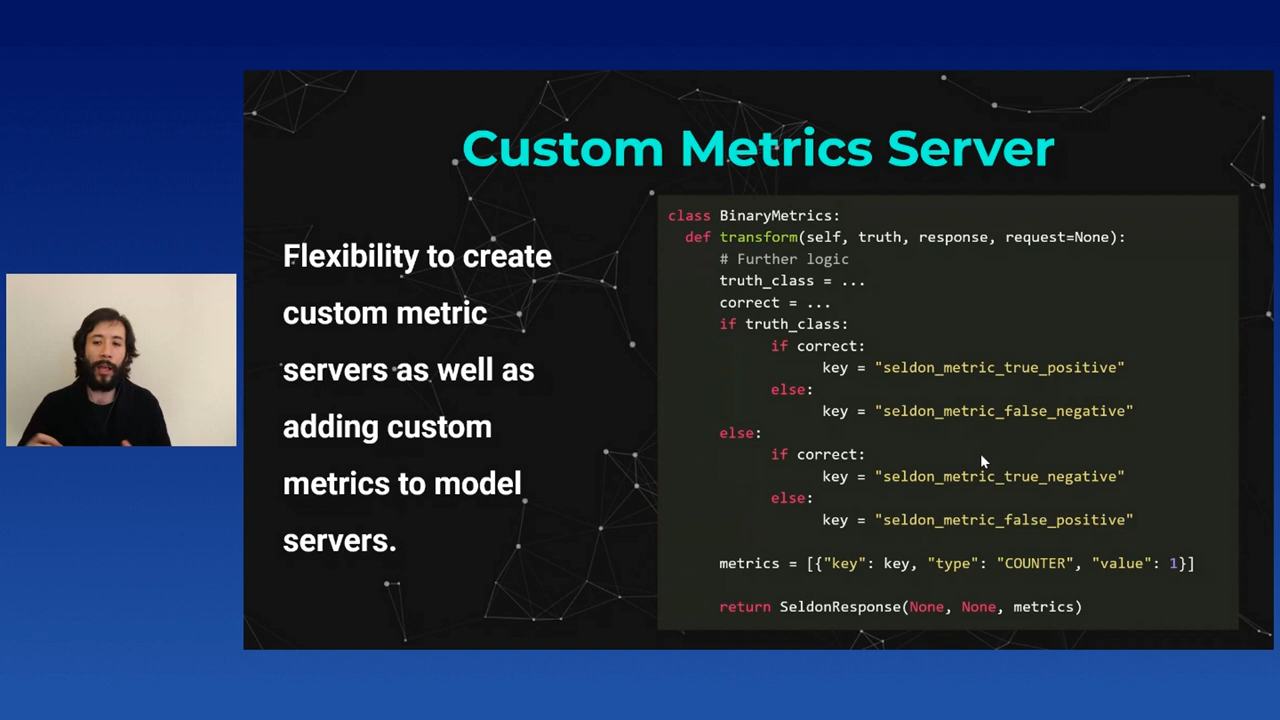 Custom Metrics Server
Flexibility to create
custom metric
servers as well as
adding custom
metrics to model
servers.
class BinaryMetrics:
def transform(self, truth, response, request=None):
# Further logic
truth_class = ...
correct = ...
if truth_class:
if correct:
key = "seldon_metric_true_positive"
else:
key = "seldon_metric_false_negative"
else:
if correct:
key = "seldon_metric_true_negative"
else:
key = "seldon_metric_false_positive"
metrics = [{"key": key, "type": "COUNTER", "value": 1}]
return SeldonResponse(None, None, metrics)